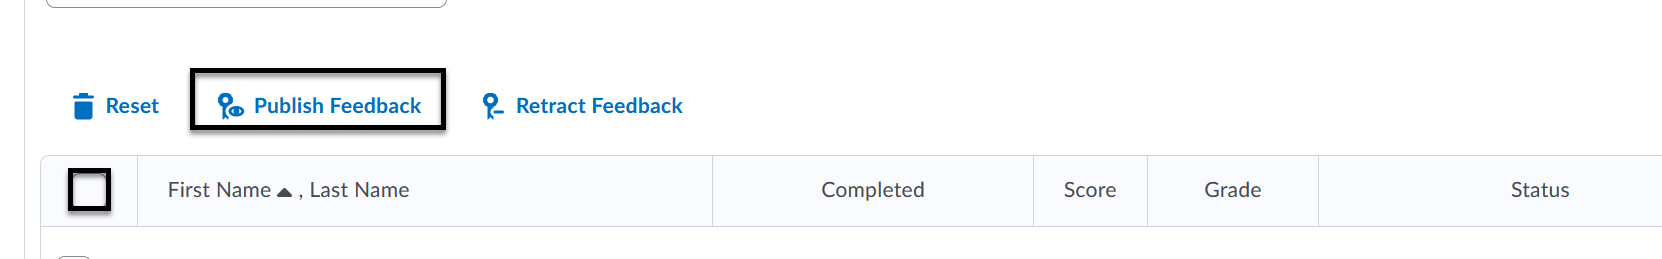 Reset Publish Feedback Retract Feedback
First Name , Last Name Completed Score Grade Status